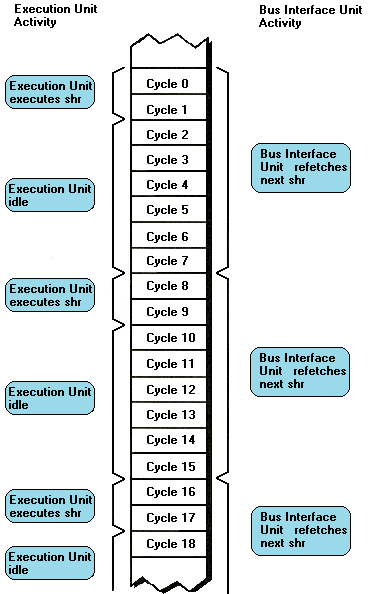 Execution Unit
Activity
Bus Interface Unit
Activity
Execution Unit
executes shr
Execution Unit
idle
Execution Unit
executes shr
Execution Unit
idle
Execution Unit
executes shr
Execution Unit
idle
Cycle 0
Cycle 1
Cycle 2
Cycle 3
Cycle 4
Cycle 5
Cycle 6
Cycle 7
Cycle 8
Cycle 9
Cycle 10
Cycle 11
Cycle 12
Cycle 13
Cycle 14
Cycle 15
Cycle 16
Cycle 17
Cycle 18
Bus Interface
Unit refetches
next shr
Bus Interface
Unit refetches
next shr
Bus Interface
Unit refetches
next shr